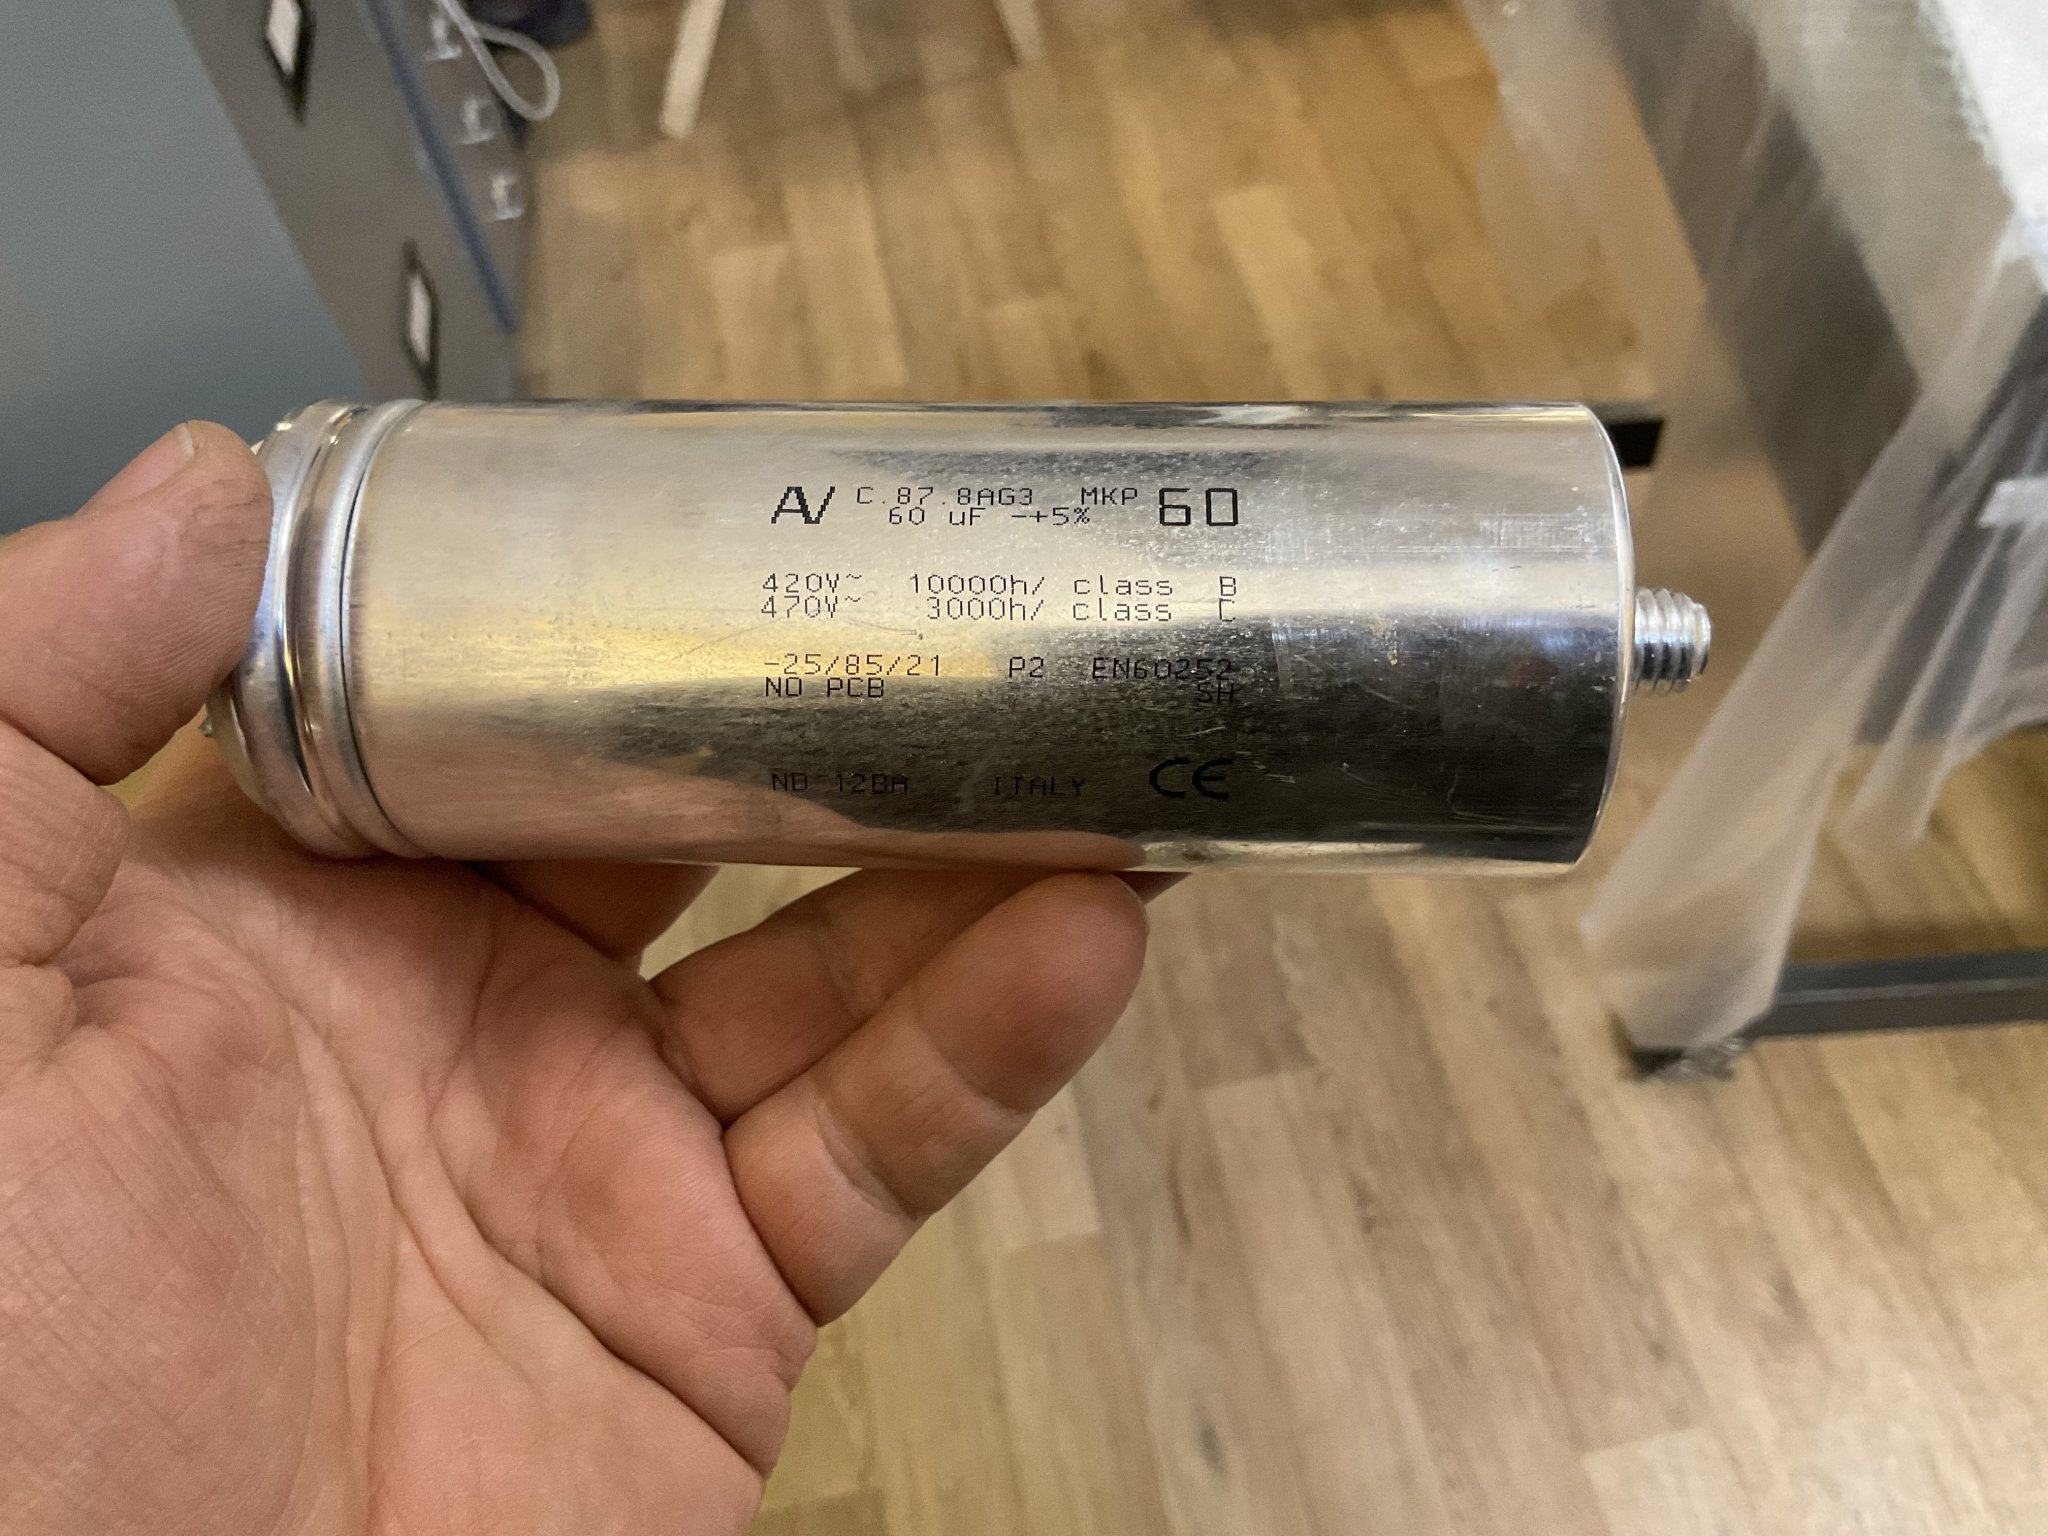 AV C.87.8AG3 MKP 60
60 uF -+5%
420V~ 10000h/ class B
470V~ 3000h/ class C
-25/85/21 P2 EN60252
NO PCB SH
ND 12BA ITALY CE